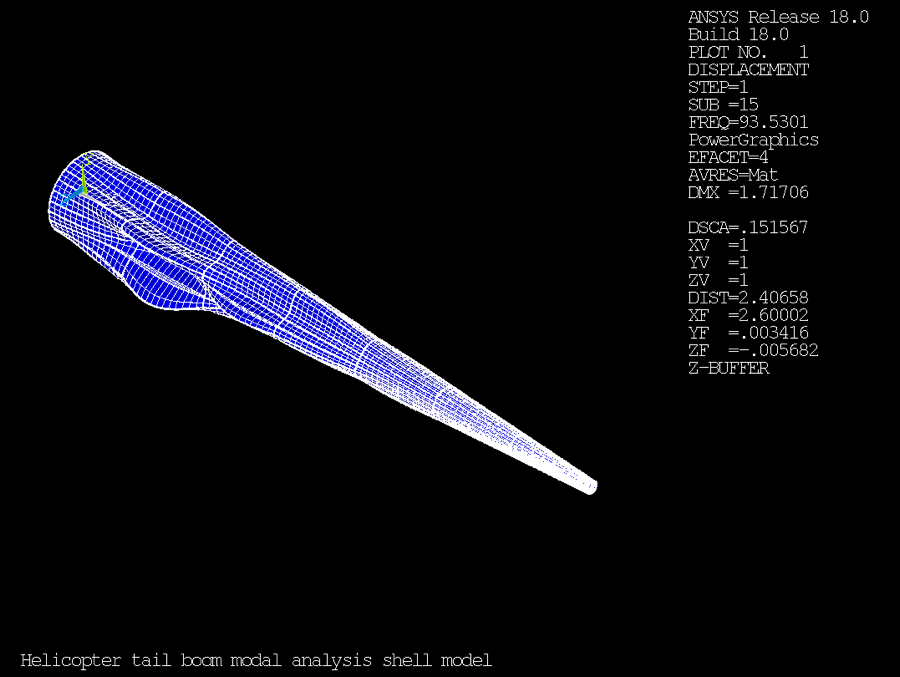 ANSYS Release 18.0
Build 18.0
PLOT NO.   1
DISPLACEMENT
STEP=1
SUB =15
FREQ=93.5301
PowerGraphics
EFACET=4
AVRES=Mat
DMX =1.71706
DSCA=.151567
XV  =1
YV  =1
ZV  =1
DIST=2.40658
XF  =2.60002
YF  =.003416
ZF  =-.005682
Z-BUFFER
Helicopter tail boom modal analysis shell model